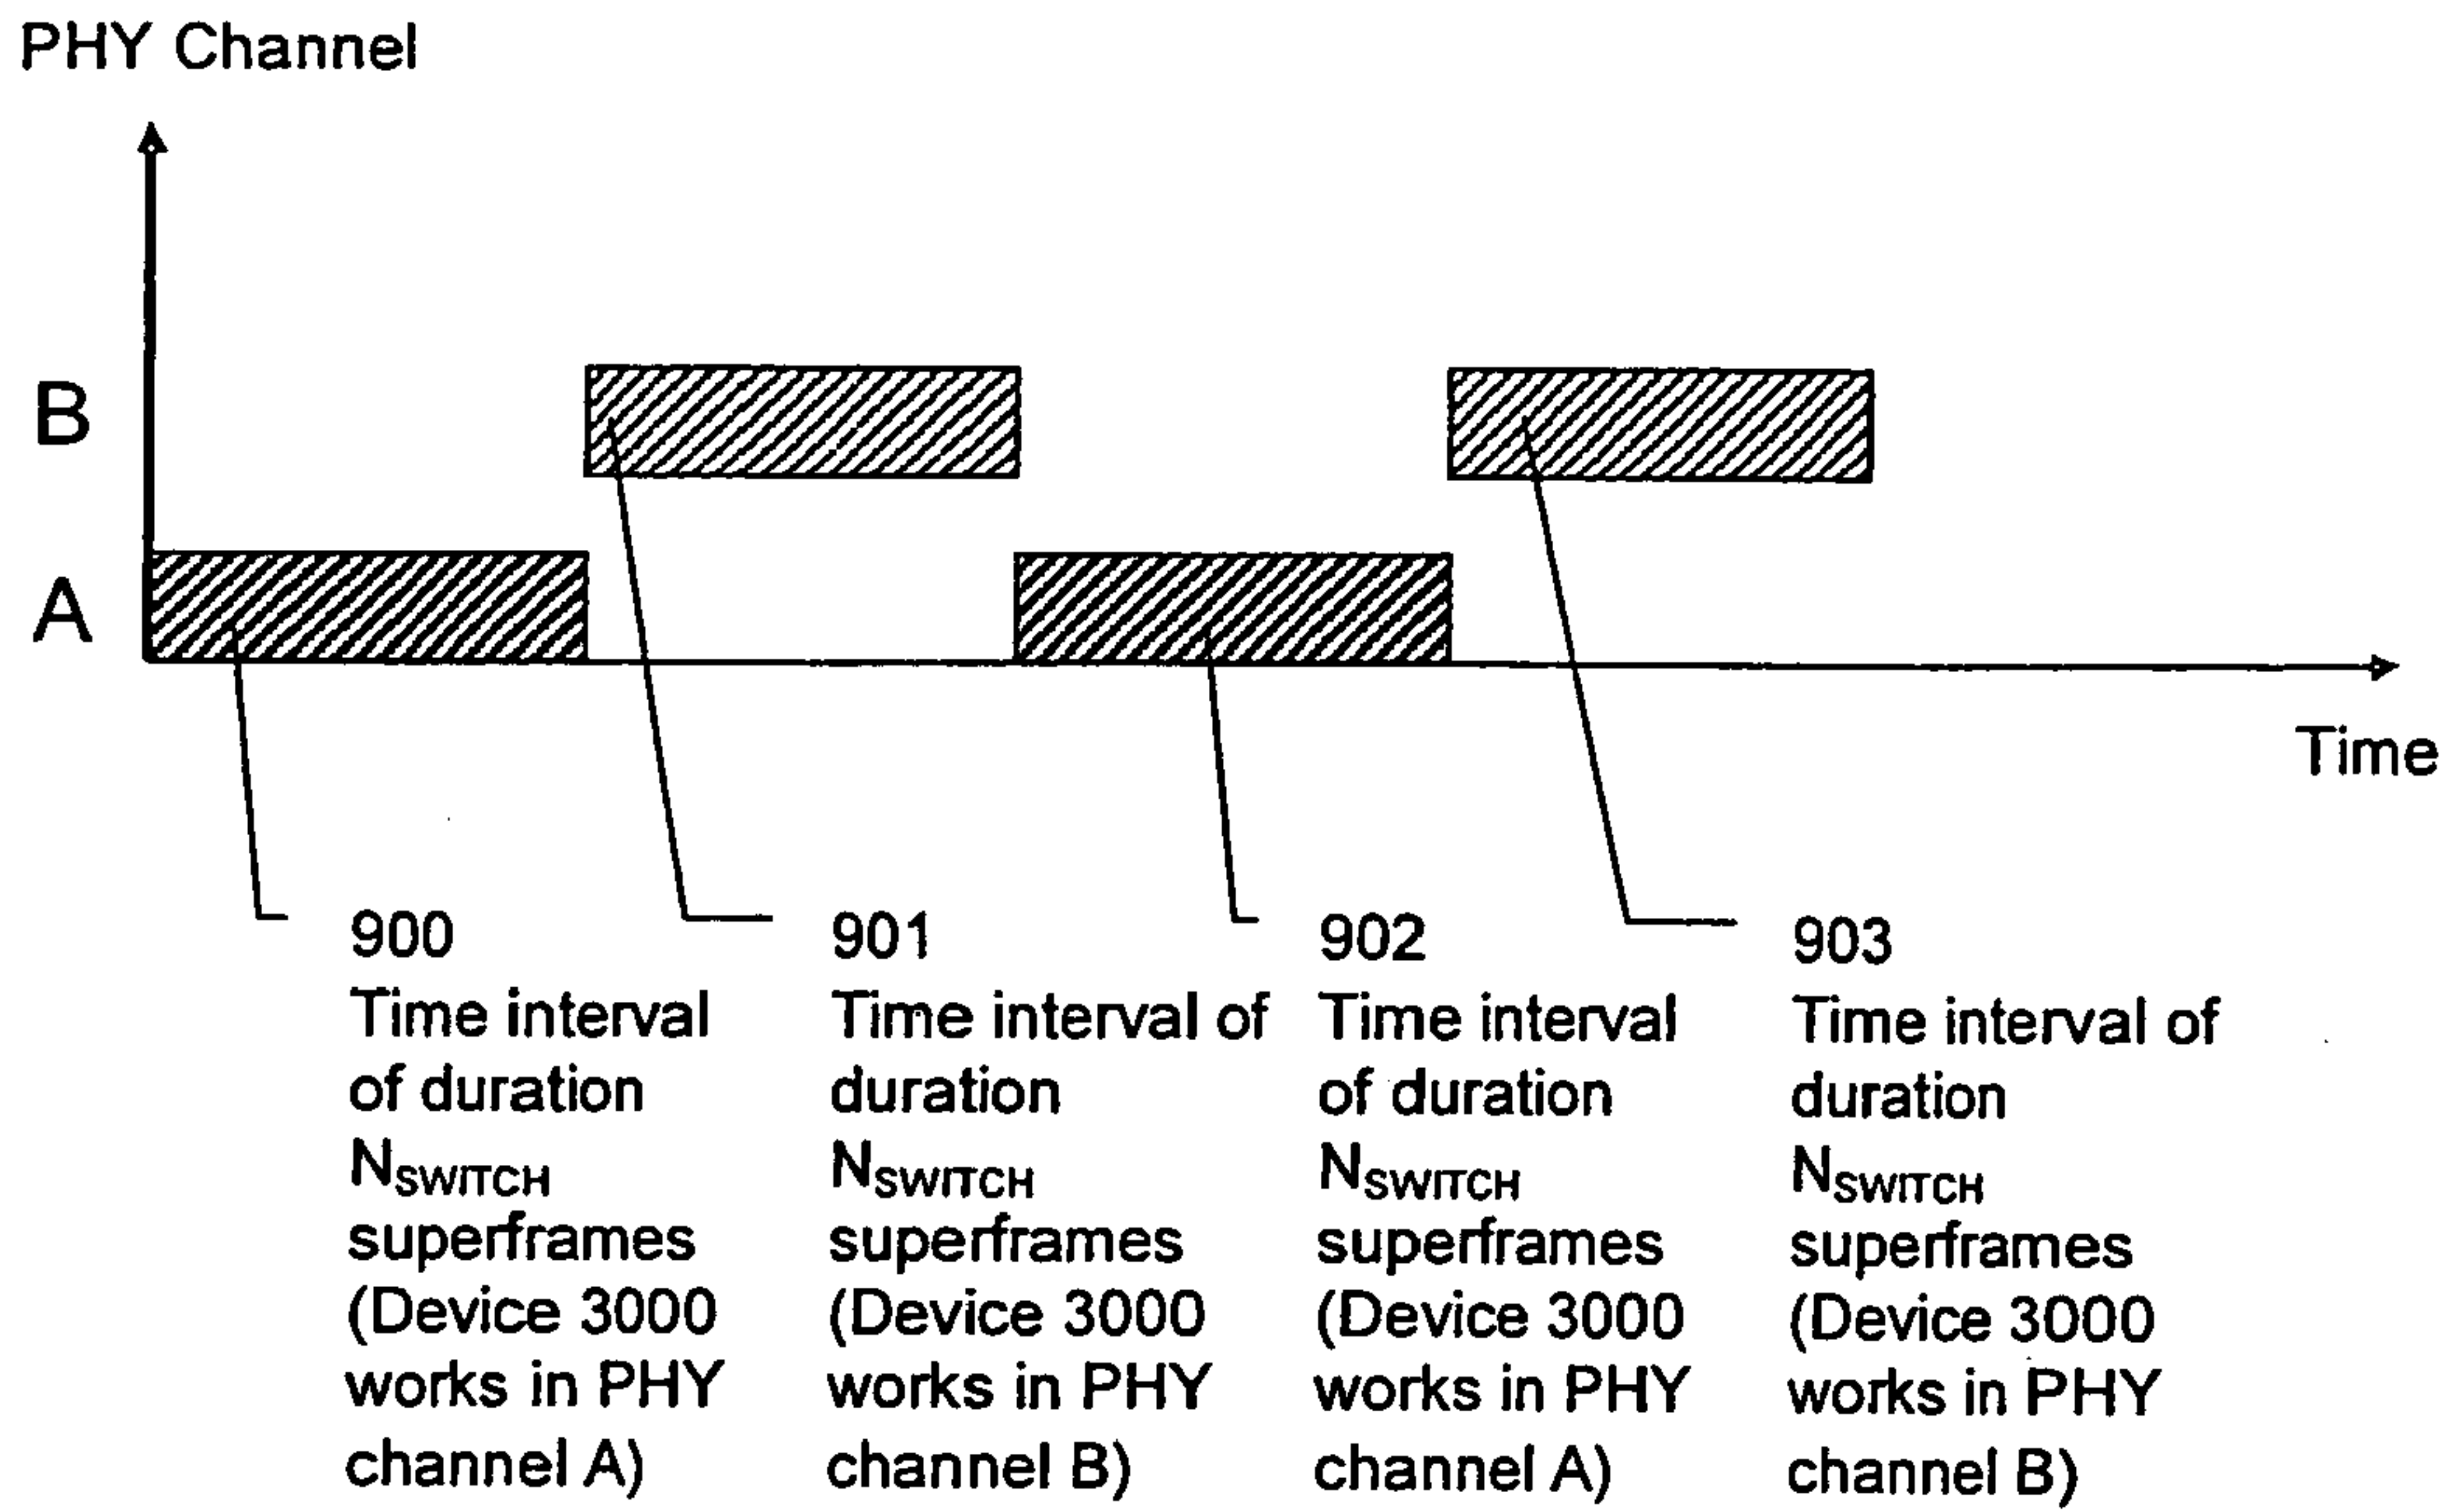 PHY Channel
B
A
Time
900
Time interval
of duration
NSWITCH
superframes
(Device 3000
works in PHY
channel A)
901
Time interval of
duration
NSWITCH
superframes
(Device 3000
works in PHY
channel B)
902
Time interval
of duration
NSWITCH
superframes
(Device 3000
works in PHY
channel A)
903
Time interval of
duration
NSWITCH
superframes
(Device 3000
works in PHY
channel B)